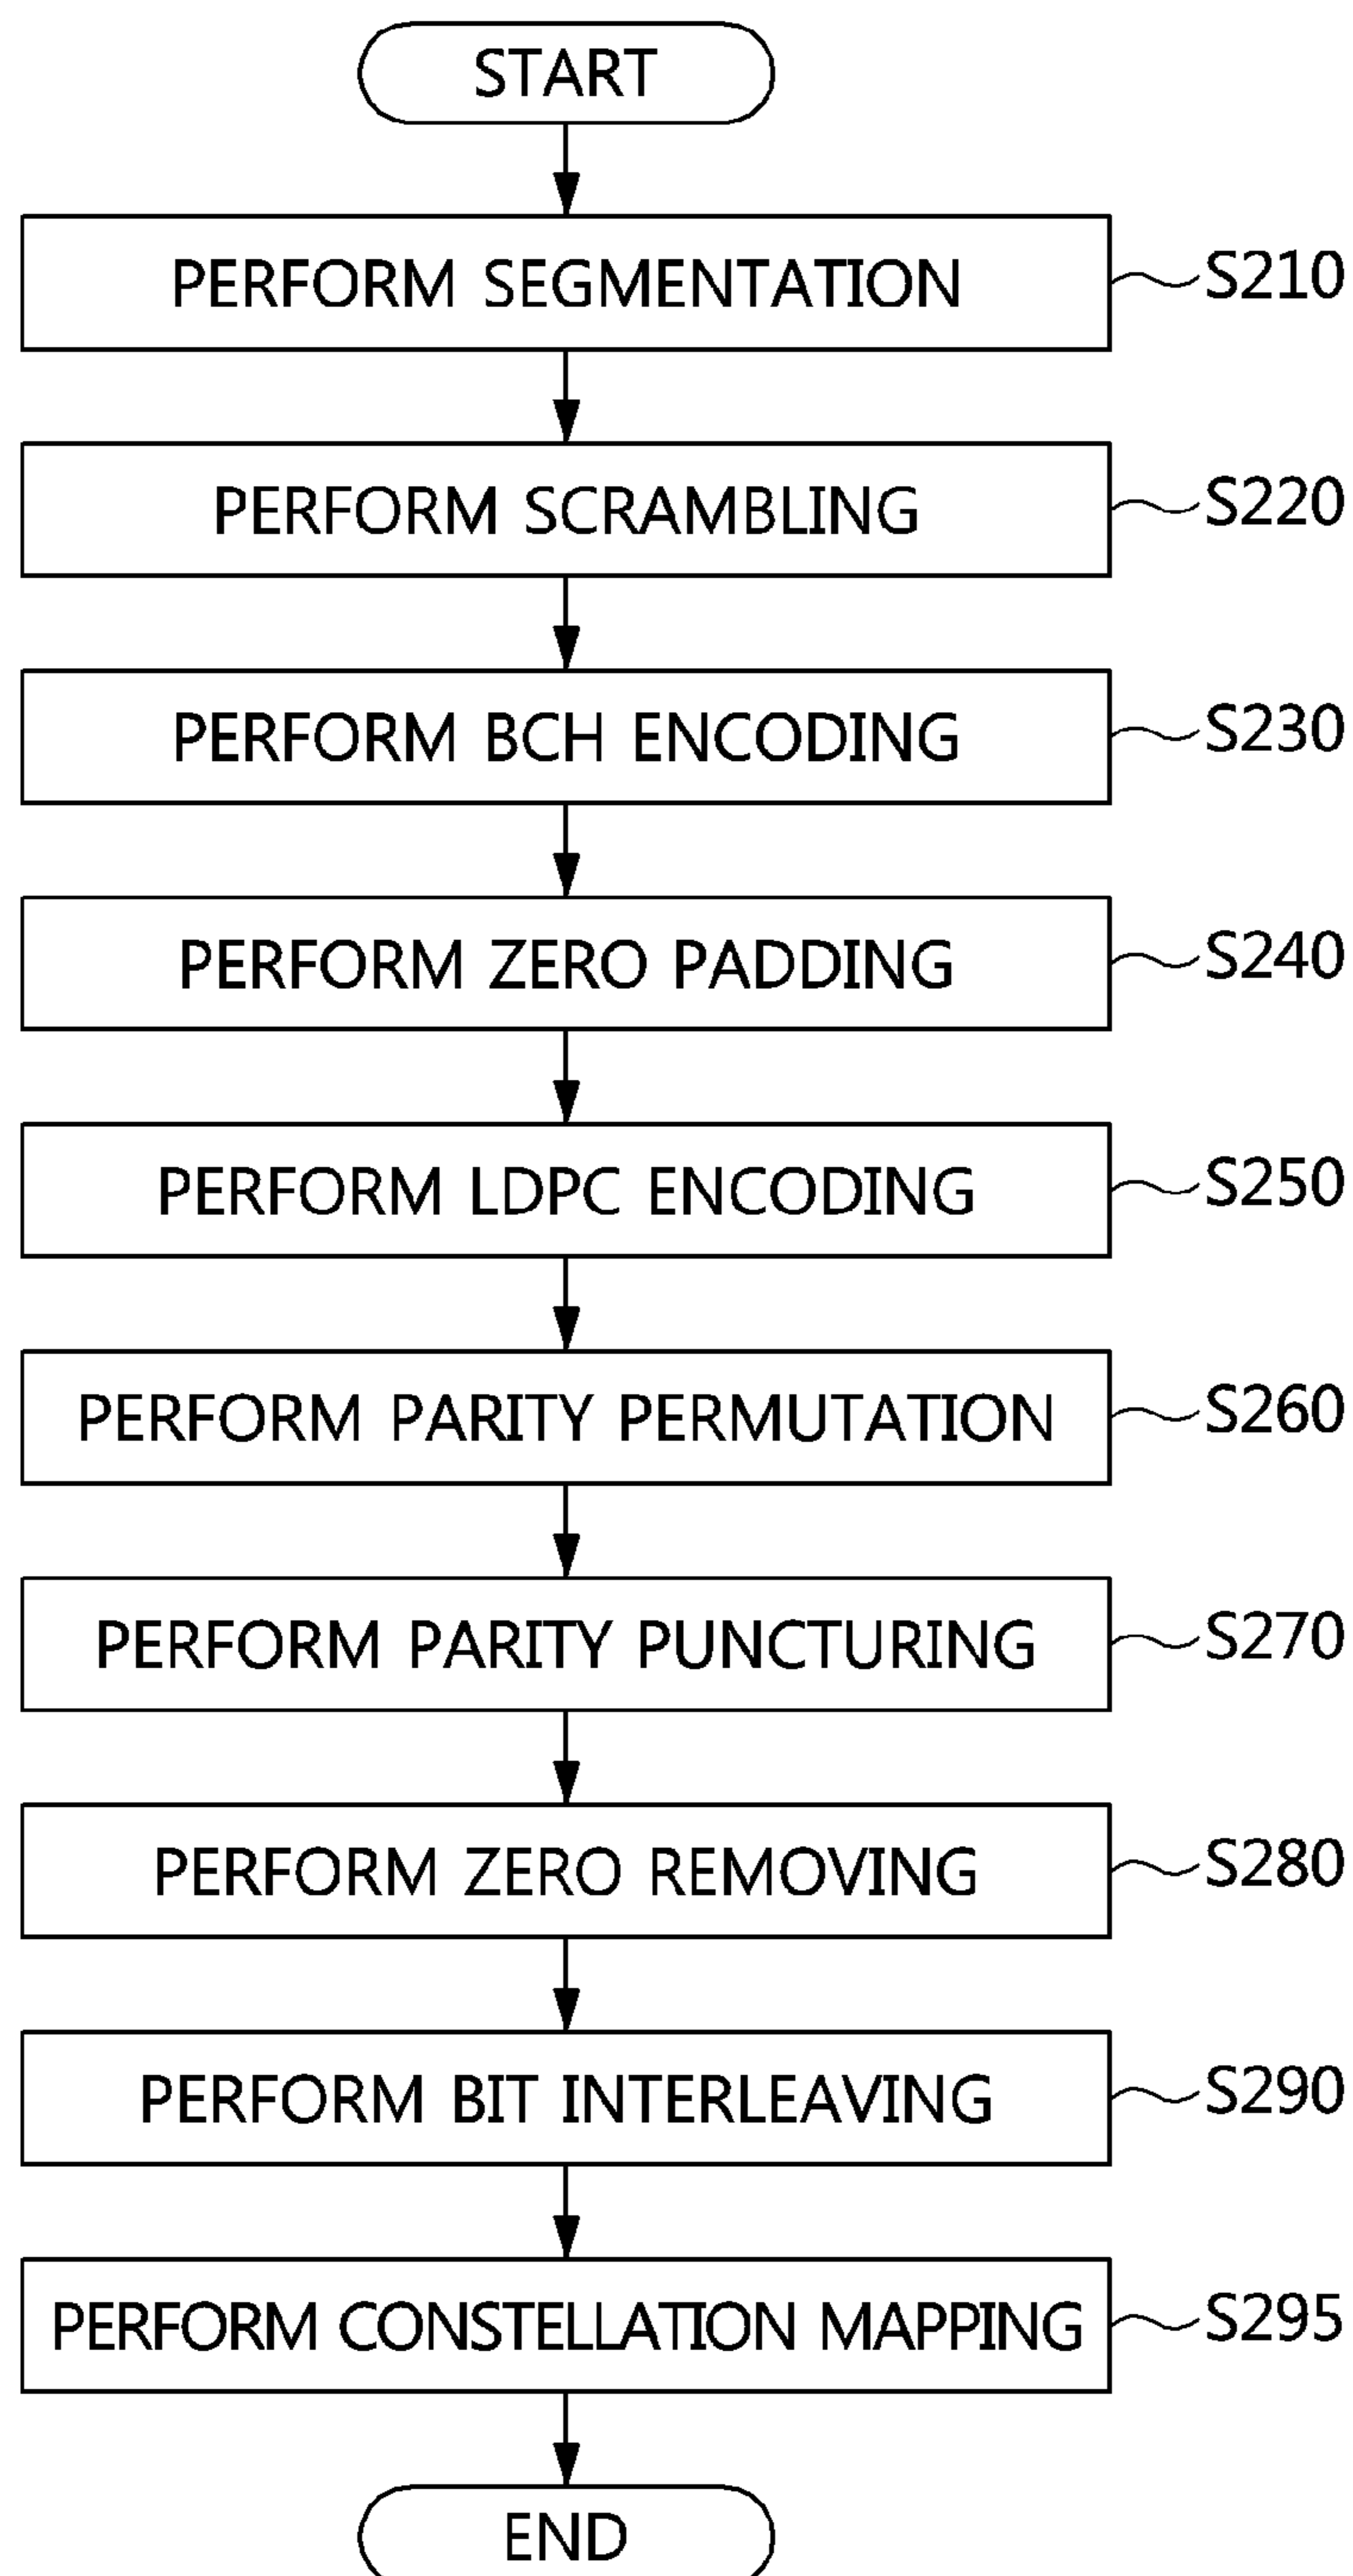 START
PERFORM SEGMENTATION S210
PERFORM SCRAMBLING S220
PERFORM BCH ENCODING S230
PERFORM ZERO PADDING S240
PERFORM LDPC ENCODING S250
PERFORM PARITY PERMUTATION S260
PERFORM PARITY PUNCTURING S270
PERFORM ZERO REMOVING S280
PERFORM BIT INTERLEAVING S290
PERFORM CONSTELLATION MAPPING S295
END